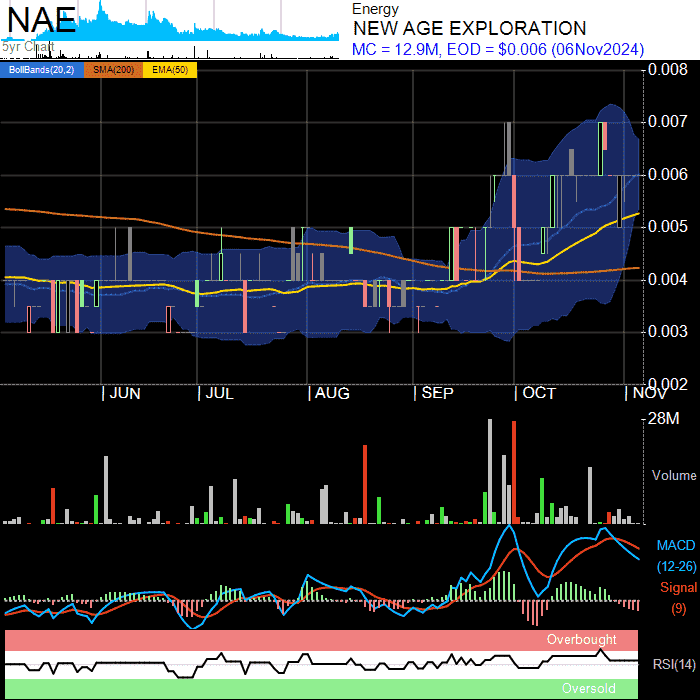 NAE
5yr Chart
Energy
NEW AGE EXPLORATION
MC = 12.9M, EOD = $0.006 (06Nov2024)
BollBands(20,2) SMA(200) EMA(50)
0.008
0.007
0.006
0.005
0.004
0.003
0.002
| JUN | JUL | AUG | SEP | OCT | NOV
28M
Volume
MACD
(12-26)
Signal
(9)
Overbought
RSI(14)
Oversold